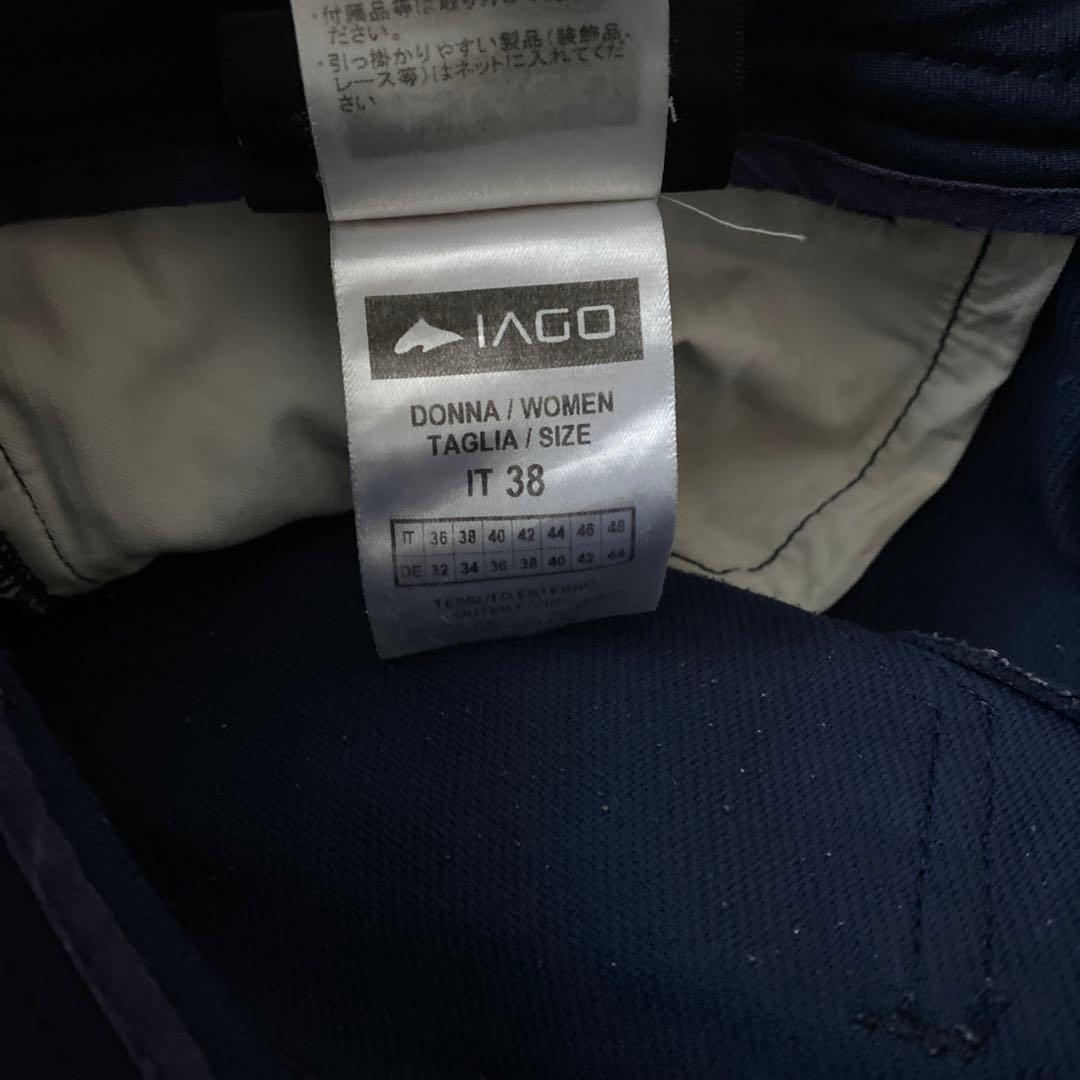 ・付属品等は取り外して
ださい。
・引っ掛かりやすい製品(装飾品、
レース等)はネットに入れてくだ
さい
IAGO
DONNA / WOMEN
TAGLIA / SIZE
IT 38
IT 36 38 40 42 44 46 48
DE 32 34 36 38 40 42 44
TESSUTO ESTERNO